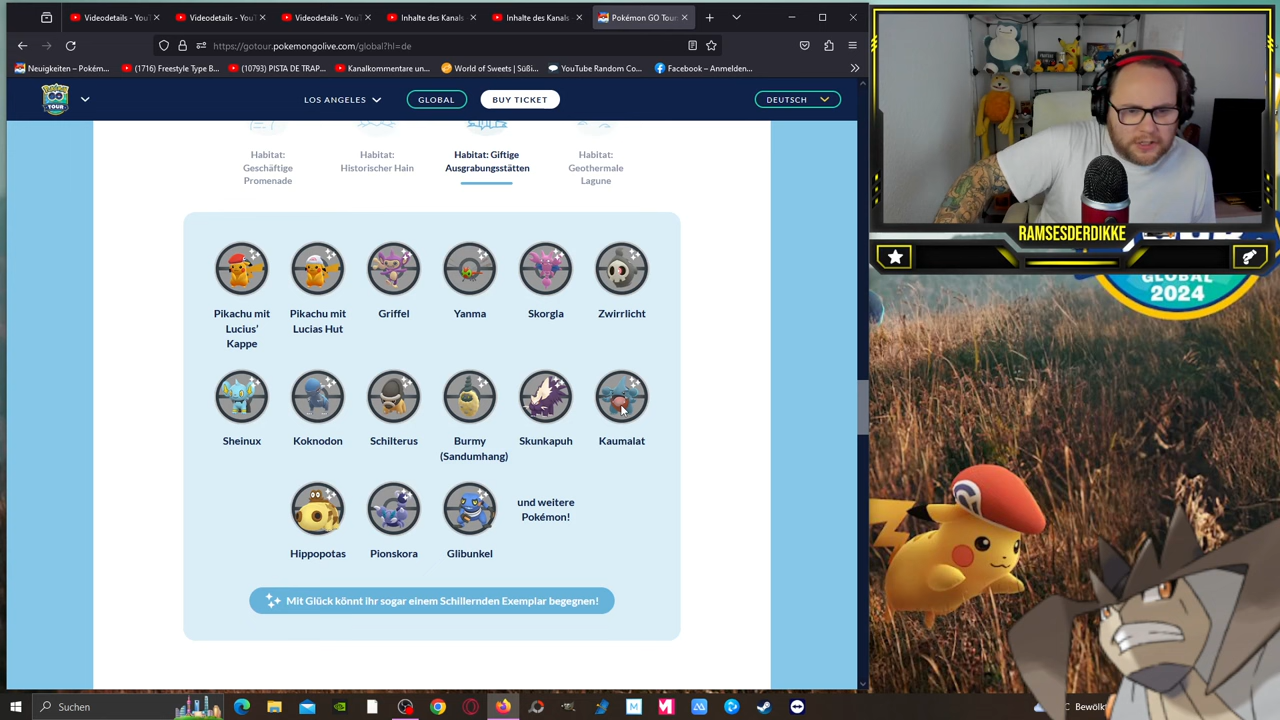 Videodetails - YouT
Videodetails - YouT
Videodetails - YouT
Inhalte des Kanals
Inhalte des Kanals
Pokémon GO Tour
https://gotour.pokemongolive.com/global?hl=de
Neuigkeiten – Pokém...
(1716) Freestyle Type B...
(10793) PISTA DE TRAP...
Kanalkommentare un...
World of Sweets | Süßi...
YouTube Random Co...
Facebook – Anmelden...
TOUR
LOS ANGELES
GLOBAL
BUY TICKET
DEUTSCH
Habitat:
Geschäftige
Promenade
Habitat:
Historischer Hain
Habitat: Giftige
Ausgrabungsstätten
Habitat:
Geothermale
Lagune
Pikachu mit
Lucius’
Kappe
Pikachu mit
Lucias Hut
Griffel
Yanma
Skorgla
Zwirrlicht
Sheinux
Koknodon
Schilterus
Burmy
(Sandumhang)
Skunkapuh
Kaumalat
Hippopotas
Pionskora
Glibunkel
und weitere
Pokémon!
Mit Glück könnt ihr sogar einem Schillernden Exemplar begegnen!
RAMSESDERDIKKE
GLOBAL
2024
Suchen
C Bewölk